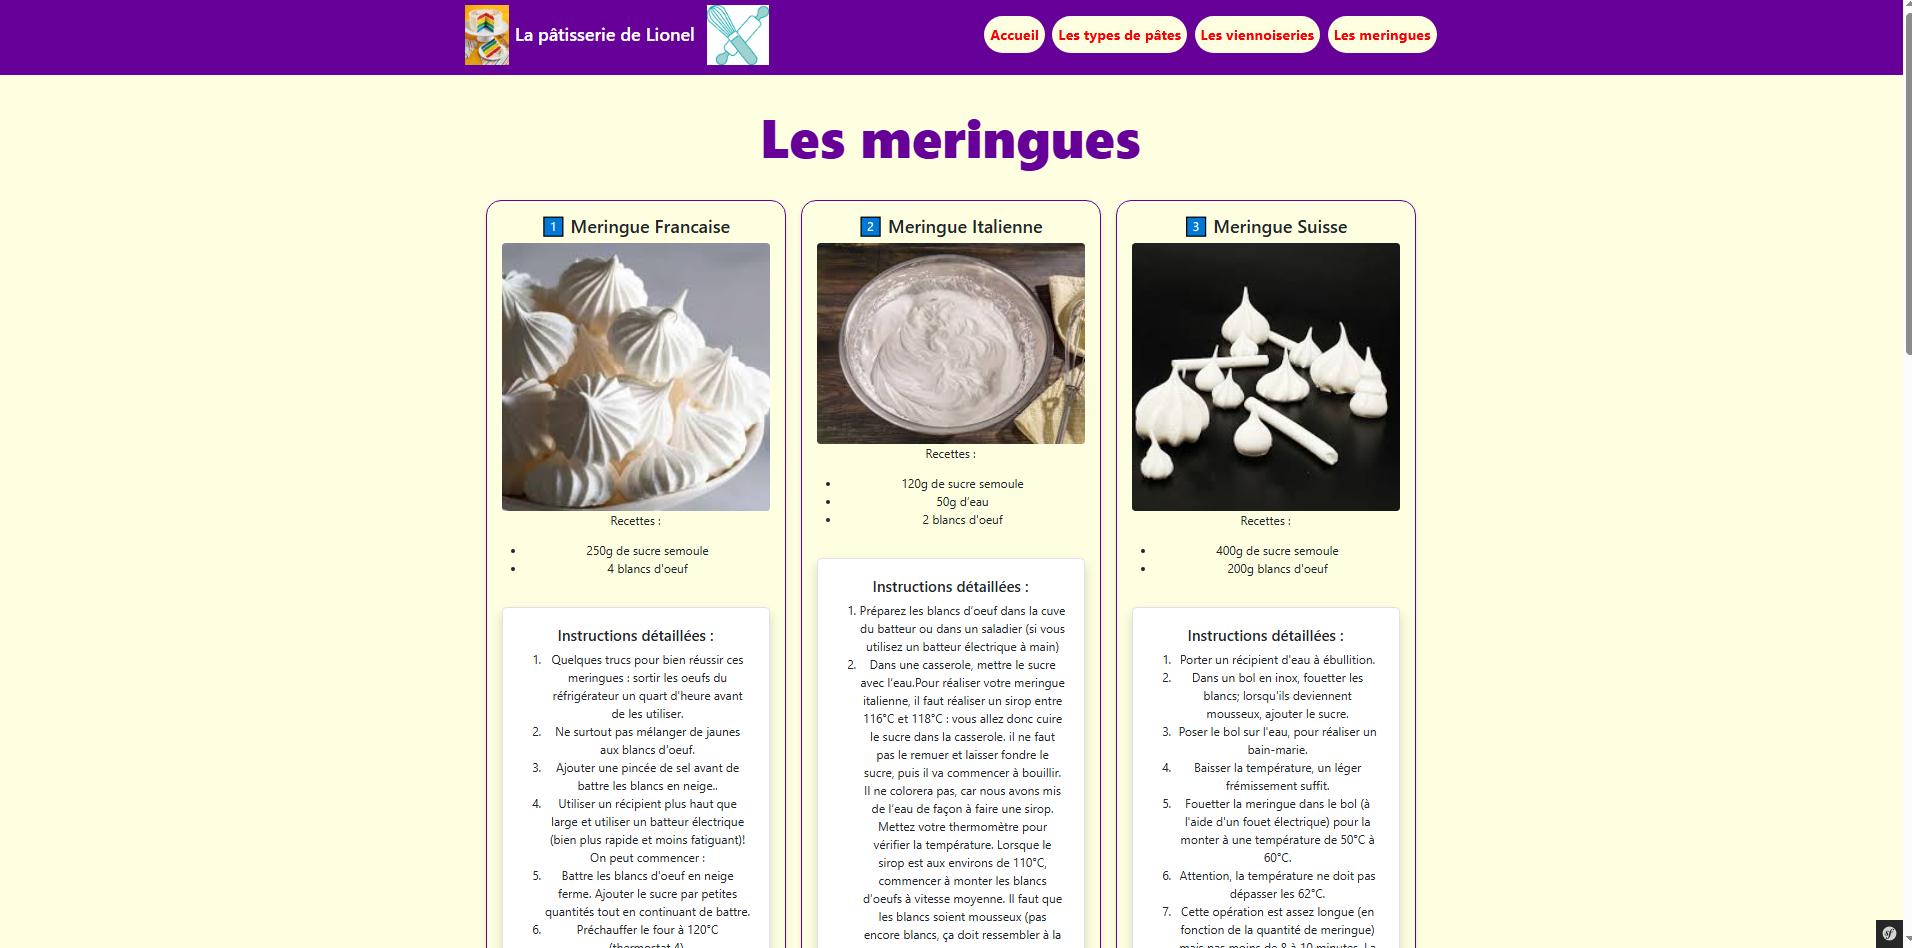 La pâtisserie de Lionel
Accueil
Les types de pâtes
Les viennoiseries
Les meringues
Les meringues
1 Meringue Francaise
Recettes :
250g de sucre semoule
4 blancs d'oeuf
Instructions détaillées :
1. Quelques trucs pour bien réussir ces
meringues : sortir les oeufs du
réfrigérateur un quart d'heure avant
de les utiliser.
2. Ne surtout pas mélanger de jaunes
aux blancs d'oeuf.
3. Ajouter une pincée de sel avant de
battre les blancs en neige..
4. Utiliser un récipient plus haut que
large et utiliser un batteur électrique
(bien plus rapide et moins fatiguant)!
On peut commencer :
5. Battre les blancs d'oeuf en neige
ferme. Ajouter le sucre par petites
quantités tout en continuant de battre.
6. Préchauffer le four à 120°C
(thermostat 4)
2 Meringue Italienne
Recettes :
120g de sucre semoule
50g d'eau
2 blancs d'oeuf
Instructions détaillées :
1. Préparez les blancs d'oeuf dans la cuve
du batteur ou dans un saladier (si vous
utilisez un batteur électrique à main)
2. Dans une casserole, mettre le sucre
avec l'eau.Pour réaliser votre meringue
italienne, il faut réaliser un sirop entre
116°C et 118°C : vous allez donc cuire
le sucre dans la casserole. il ne faut
pas le remuer et laisser fondre le
sucre, puis il va commencer à bouillir.
Il ne colorera pas, car nous avons mis
de l'eau de façon à faire une sirop.
Mettez votre thermomètre pour
vérifier la température. Lorsque le
sirop est aux environs de 110°C,
commencer à monter les blancs
d'oeufs à vitesse moyenne. Il faut que
les blancs soient mousseux (pas
encore blancs, ça doit ressembler à la
3 Meringue Suisse
Recettes :
400g de sucre semoule
200g blancs d'oeuf
Instructions détaillées :
1. Porter un récipient d'eau à ébullition.
2. Dans un bol en inox, fouetter les
blancs; lorsqu'ils deviennent
mousseux, ajouter le sucre.
3. Poser le bol sur l'eau, pour réaliser un
bain-marie.
4. Baisser la température, un léger
frémissement suffit.
5. Fouetter la meringue dans le bol (à
l'aide d'un fouet électrique) pour la
monter à une température de 50°C à
60°C.
6. Attention, la température ne doit pas
dépasser les 62°C.
7. Cette opération est assez longue (en
fonction de la quantité de meringue)
mais pas moins de 8 à 10 minutes. La
sf